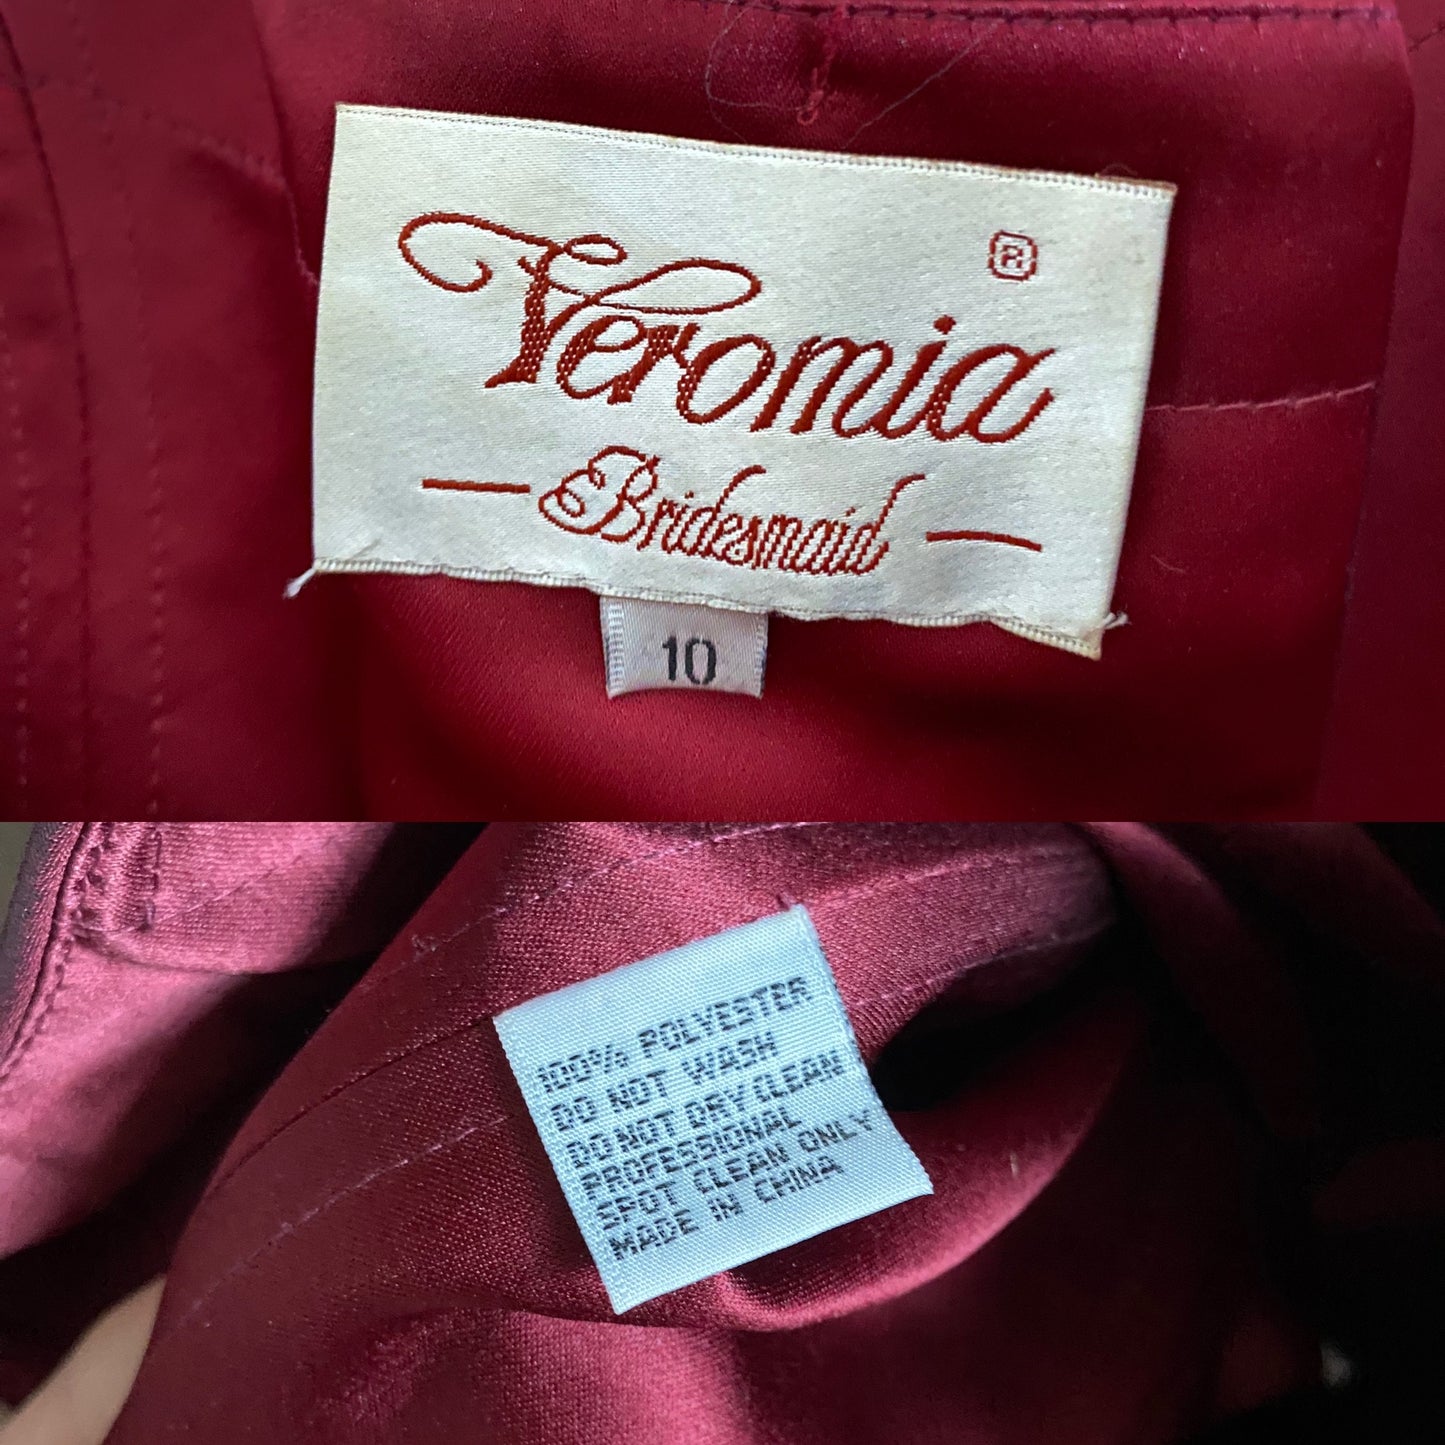 Veromia ®
Bridesmaid
10
100% POLYESTER
DO NOT WASH
DO NOT DRY/CLEAN
PROFESSIONAL
SPOT CLEAN ONLY
MADE IN CHINA